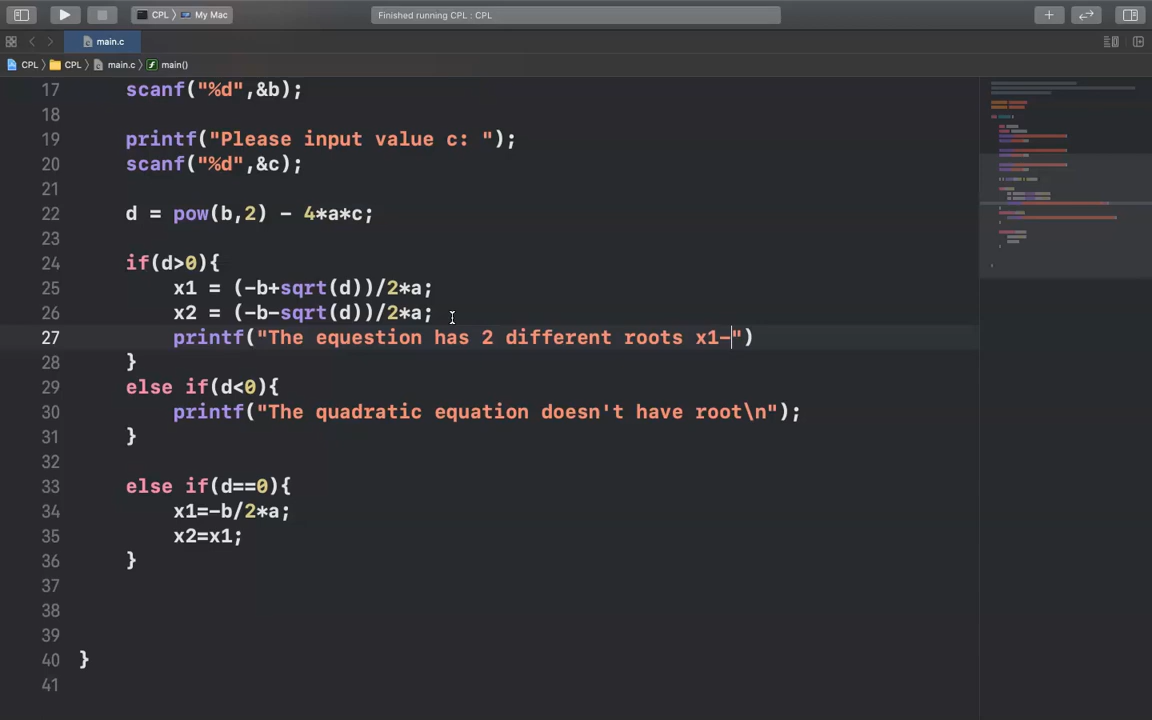 CPL 〉 My Mac
Finished running CPL : CPL
main.c
CPL 〉 CPL 〉 main.c 〉 main()
17 scanf("%d",&b);
18
19 printf("Please input value c: ");
20 scanf("%d",&c);
21
22 d = pow(b,2) - 4*a*c;
23
24 if(d>0){
25 x1 = (-b+sqrt(d))/2*a;
26 x2 = (-b-sqrt(d))/2*a;
27 printf("The equestion has 2 different roots x1-")
28 }
29 else if(d<0){
30 printf("The quadratic equation doesn't have root\n");
31 }
32
33 else if(d==0){
34 x1=-b/2*a;
35 x2=x1;
36 }
37
38
39
40 }
41